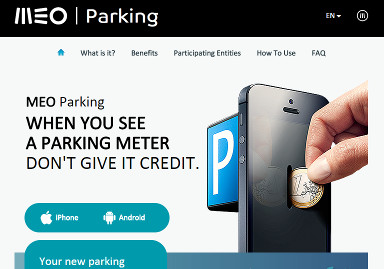 MEO | Parking
EN
What is it? Benefits Participating Entities How To Use FAQ
MEO Parking
WHEN YOU SEE
A PARKING METER
DON'T GIVE IT CREDIT.
P
1
iPhone Android
Your new parking